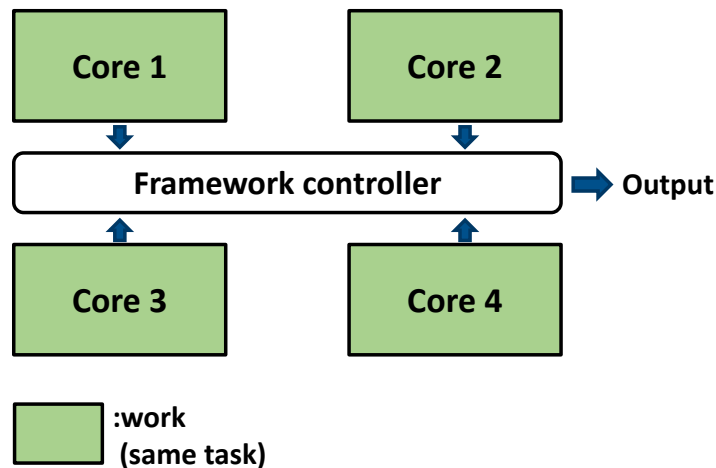 Core 1
Core 2
Framework controller
Output
Core 3
Core 4
:work
(same task)